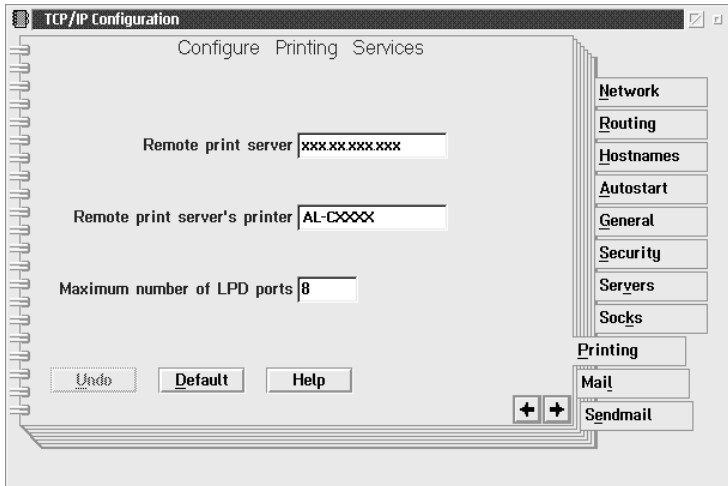 TCP/IP Configuration
Configure Printing Services
Remote print server xxx.xx.xxx.xxx
Remote print server's printer AL-CXXXX
Maximum number of LPD ports 8
Undo Default Help
Network
Routing
Hostnames
Autostart
General
Security
Servers
Socks
Printing
Mail
Sendmail